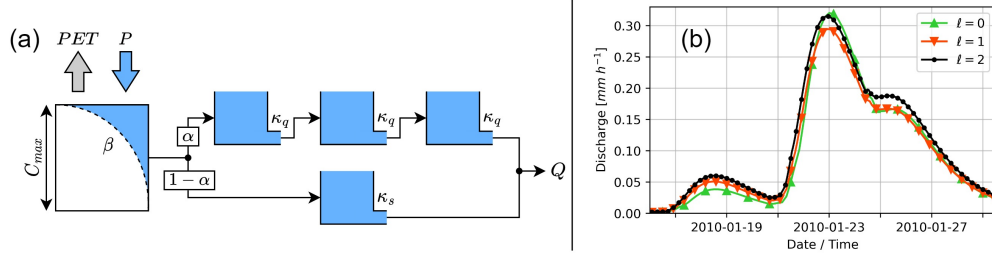 (a)
PET
P
C_max
β
α
1 − α
κ_q
κ_q
κ_q
κ_s
Q
(b)
ℓ = 0
ℓ = 1
ℓ = 2
Discharge [mm h⁻¹]
0.30
0.25
0.20
0.15
0.10
0.05
0.00
2010-01-19
2010-01-23
2010-01-27
Date / Time